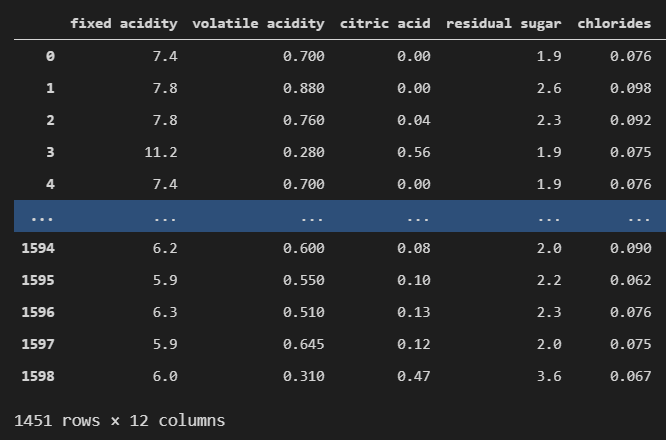 fixed acidity volatile acidity citric acid residual sugar chlorides
0 7.4 0.700 0.00 1.9 0.076
1 7.8 0.880 0.00 2.6 0.098
2 7.8 0.760 0.04 2.3 0.092
3 11.2 0.280 0.56 1.9 0.075
4 7.4 0.700 0.00 1.9 0.076
... ... ... ... ... ...
1594 6.2 0.600 0.08 2.0 0.090
1595 5.9 0.550 0.10 2.2 0.062
1596 6.3 0.510 0.13 2.3 0.076
1597 5.9 0.645 0.12 2.0 0.075
1598 6.0 0.310 0.47 3.6 0.067
1451 rows × 12 columns